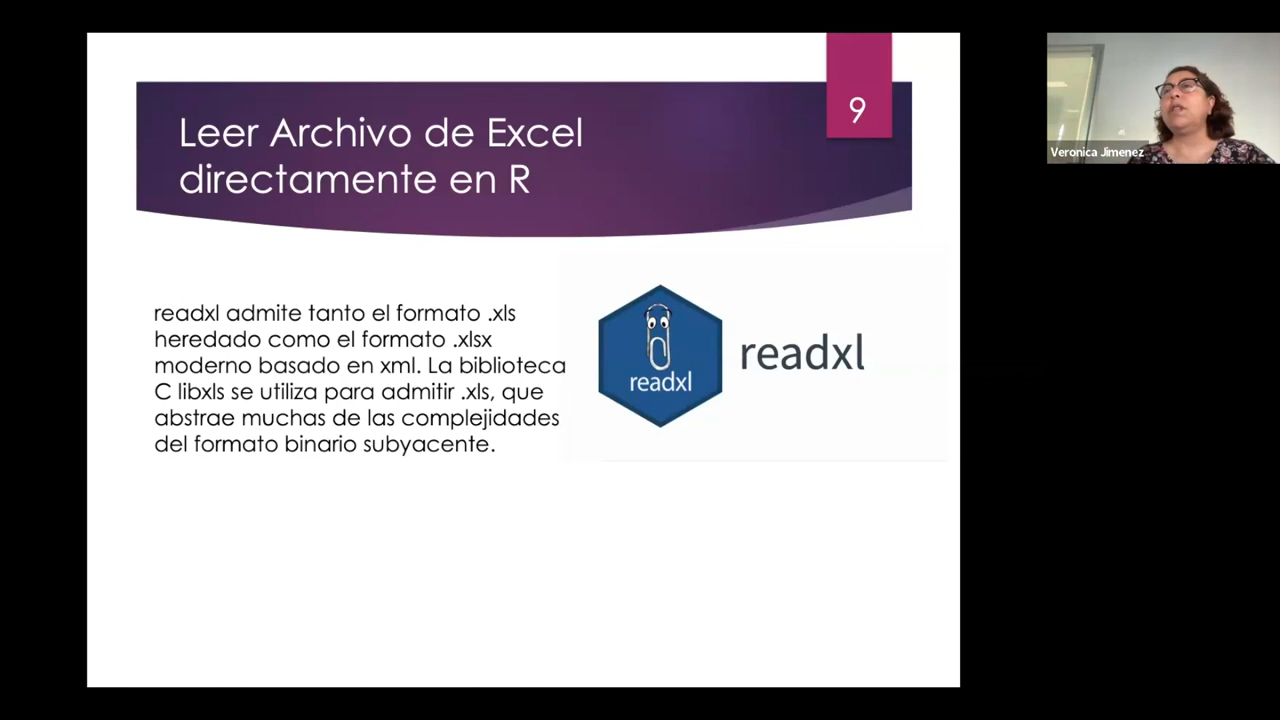 9
Leer Archivo de Excel
directamente en R
readxl admite tanto el formato .xls
heredado como el formato .xlsx
moderno basado en xml. La biblioteca
C libxls se utiliza para admitir .xls, que
abstrae muchas de las complejidades
del formato binario subyacente.
readxl
readxl
Veronica Jimenez